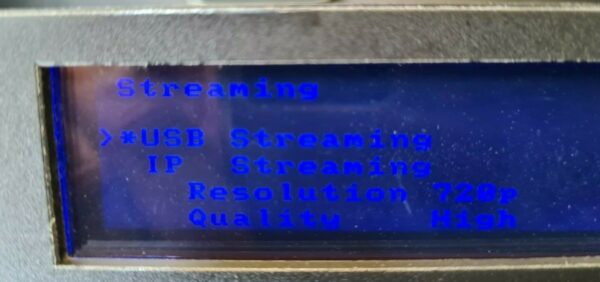 Streaming
>*USB Streaming
IP Streaming
Resolution 720p
Quality High